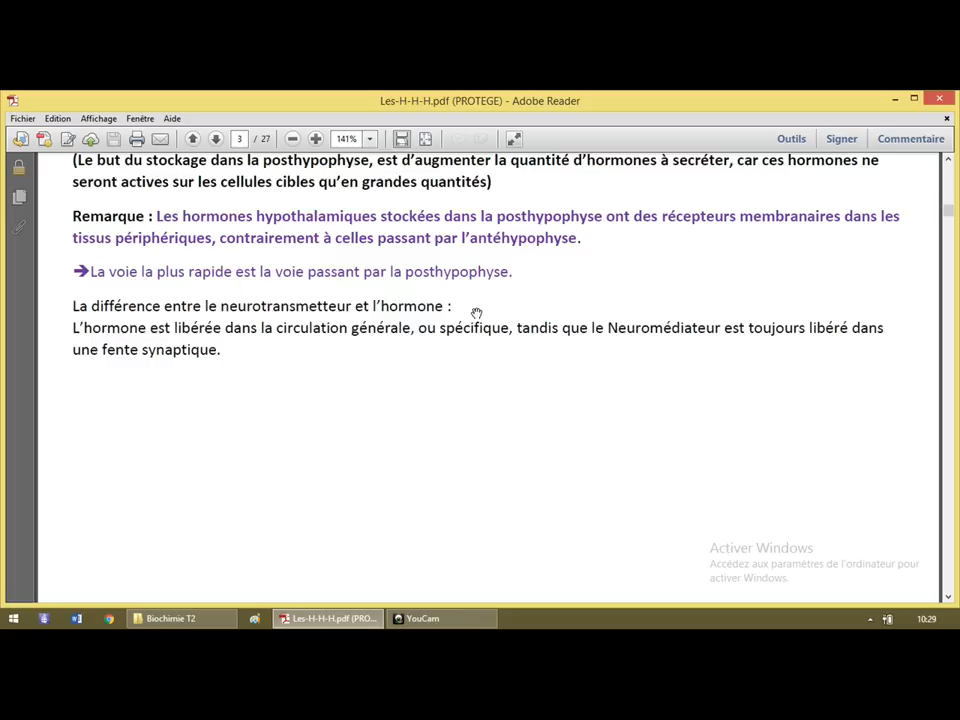 Les-H-H-H.pdf (PROTEGE) - Adobe Reader
Fichier Edition Affichage Fenêtre Aide
3 / 27 141% Outils Signer Commentaire
(Le but du stockage dans la posthypophyse, est d'augmenter la quantité d'hormones à secréter, car ces hormones ne
seront actives sur les cellules cibles qu'en grandes quantités)
Remarque : Les hormones hypothalamiques stockées dans la posthypophyse ont des récepteurs membranaires dans les
tissus périphériques, contrairement à celles passant par l'antéhypophyse.
➔La voie la plus rapide est la voie passant par la posthypophyse.
La différence entre le neurotransmetteur et l'hormone :
L'hormone est libérée dans la circulation générale, ou spécifique, tandis que le Neuromédiateur est toujours libéré dans
une fente synaptique.
Activer Windows
Accédez aux paramètres de l'ordinateur pour
activer Windows.
Biochimie T2 Les-H-H-H.pdf (PRO... YouCam 10:29